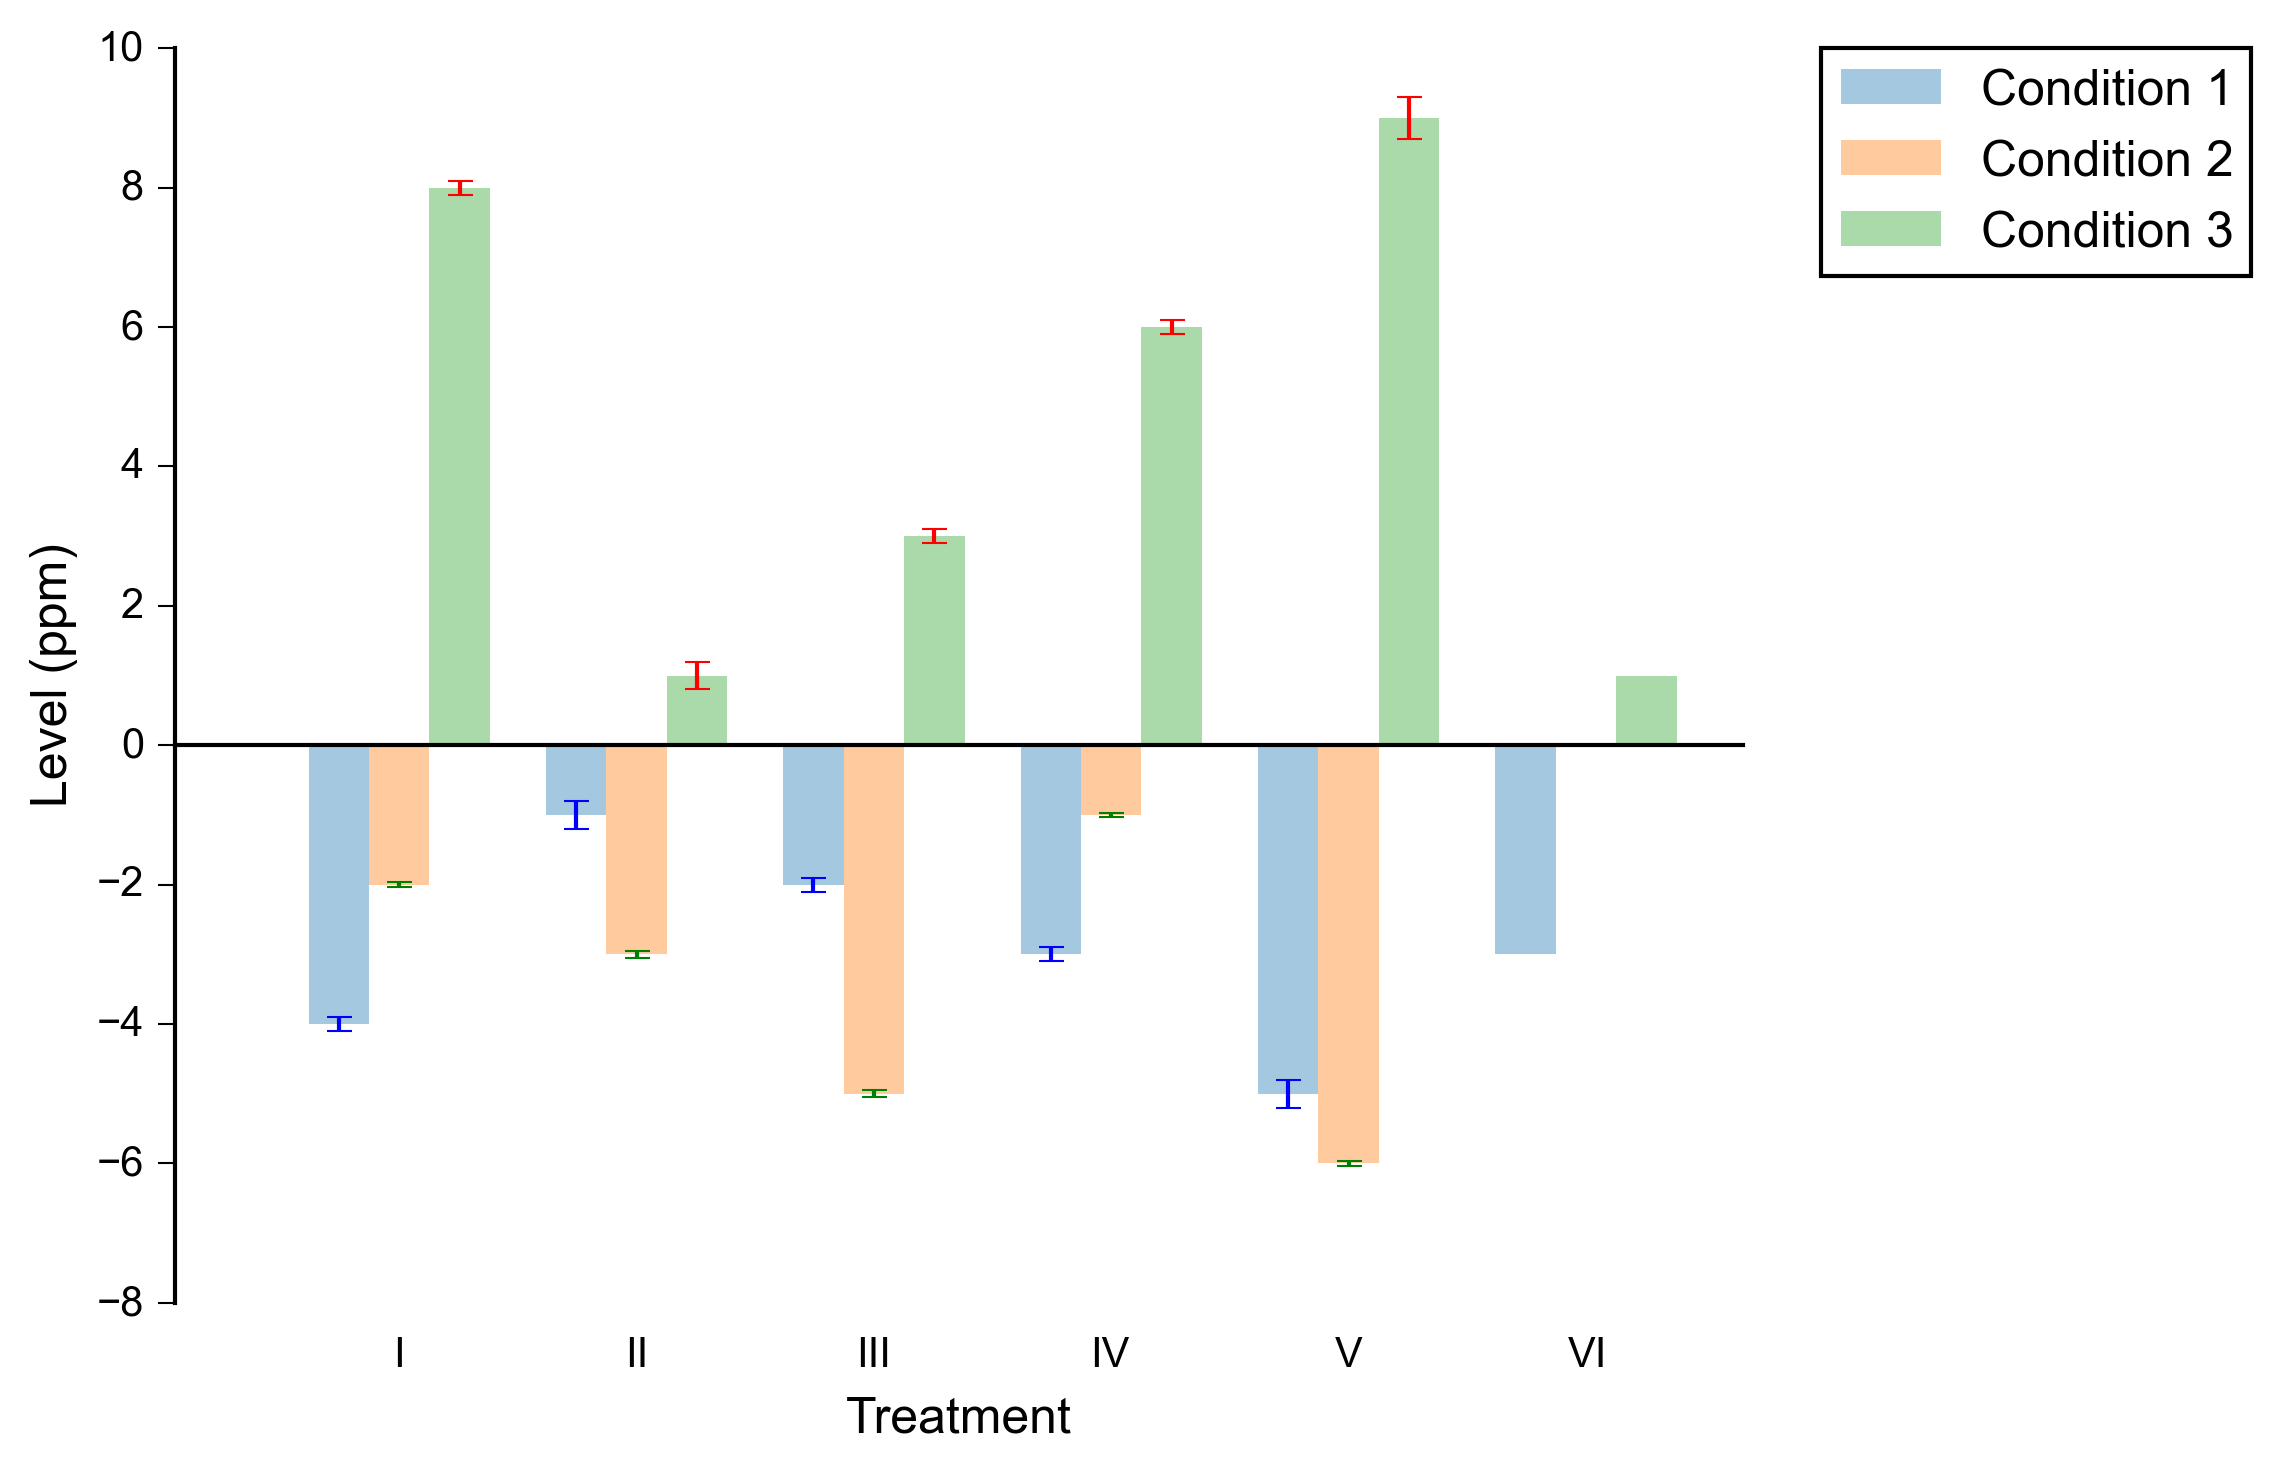 10
8
6
4
2
0
−2
−4
−6
−8
Level (ppm)
I II III IV V VI
Treatment
Condition 1
Condition 2
Condition 3